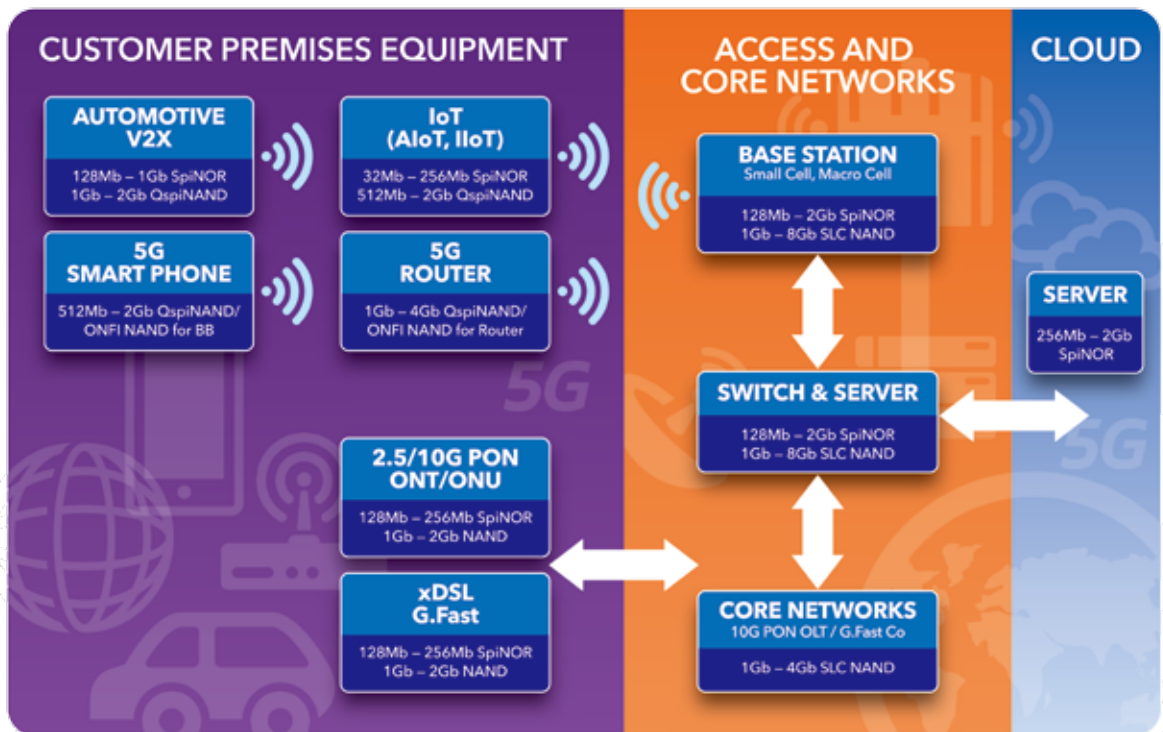 CUSTOMER PREMISES EQUIPMENT
AUTOMOTIVE
V2X
128Mb – 1Gb SpiNOR
1Gb – 2Gb QspiNAND
IoT
(AIoT, IIoT)
32Mb – 256Mb SpiNOR
512Mb – 2Gb QspiNAND
5G
SMART PHONE
512Mb – 2Gb QspiNAND/
ONFI NAND for BB
5G
ROUTER
1Gb – 4Gb QspiNAND/
ONFI NAND for Router
5G
2.5/10G PON
ONT/ONU
128Mb – 256Mb SpiNOR
1Gb – 2Gb NAND
xDSL
G.Fast
128Mb – 256Mb SpiNOR
1Gb – 2Gb NAND
ACCESS AND
CORE NETWORKS
BASE STATION
Small Cell, Macro Cell
128Mb – 2Gb SpiNOR
1Gb – 8Gb SLC NAND
SWITCH & SERVER
128Mb – 2Gb SpiNOR
1Gb – 8Gb SLC NAND
CORE NETWORKS
10G PON OLT / G.Fast Co
1Gb – 4Gb SLC NAND
CLOUD
SERVER
256Mb – 2Gb
SpiNOR
5G